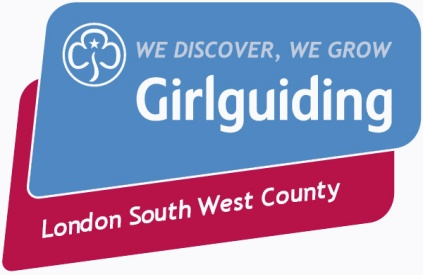 WE DISCOVER, WE GROW
Girlguiding
London South West County